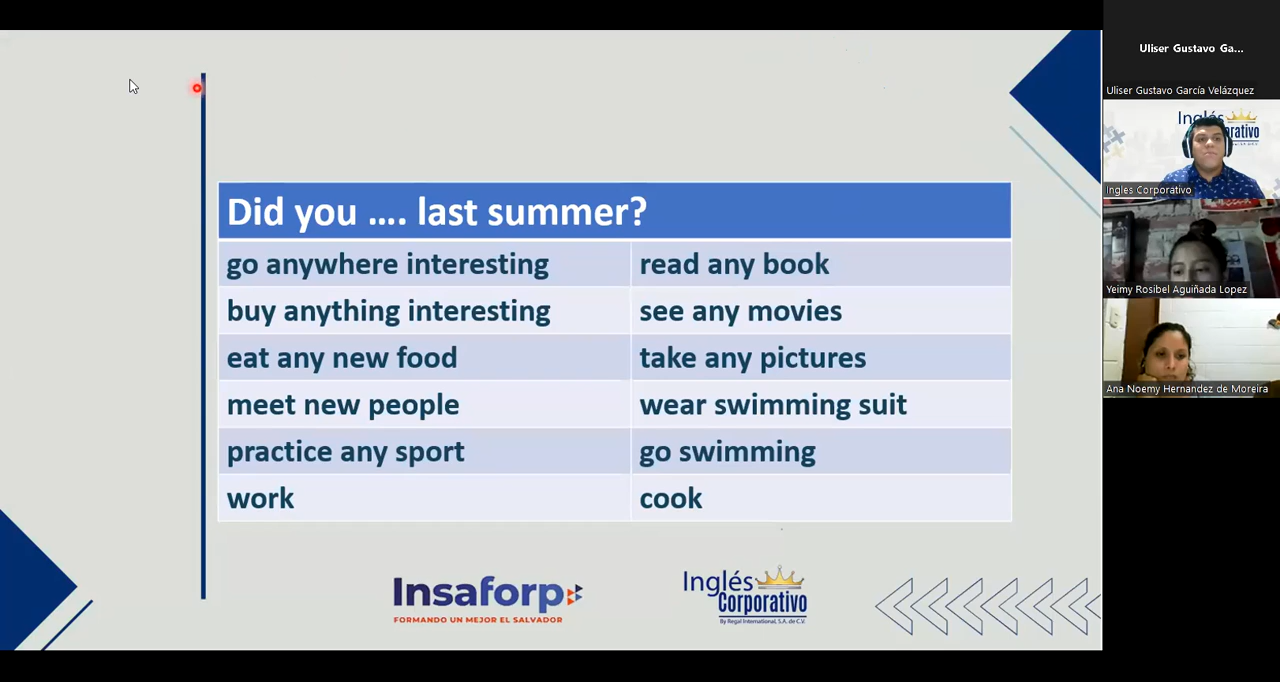 Did you …. last summer?
go anywhere interesting
read any book
buy anything interesting
see any movies
eat any new food
take any pictures
meet new people
wear swimming suit
practice any sport
go swimming
work
cook
Insaforp
FORMANDO UN MEJOR EL SALVADOR
Inglés
Corporativo
By Regal International, S.A. de C.V.
Uliser Gustavo Ga...
Uliser Gustavo García Velázquez
Inglés
Ingles Corporativo
Yeimy Rosibel Aguiñada Lopez
Ana Noemy Hernandez de Moreira